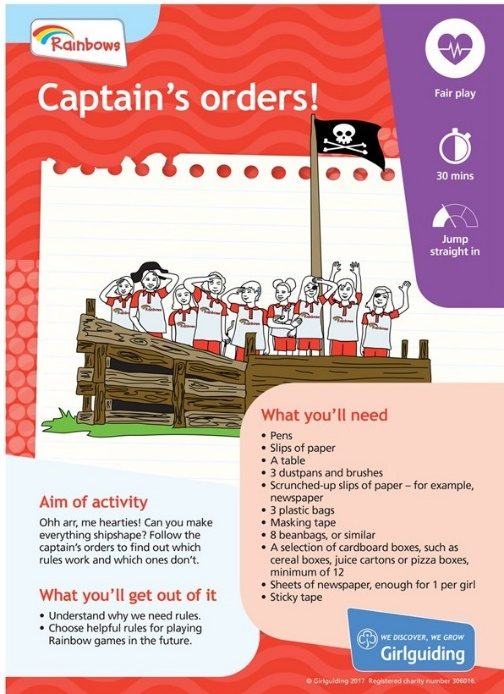 Rainbows
Captain's orders!
Fair play
30 mins
Jump
straight in
Rainbows
Rainbows
Rainbows
Aim of activity
Ohh arr, me hearties! Can you make
everything shipshape? Follow the
captain's orders to find out which
rules work and which ones don't.
What you'll get out of it
• Understand why we need rules.
• Choose helpful rules for playing
Rainbow games in the future.
What you'll need
• Pens
• Slips of paper
• A table
• 3 dustpans and brushes
• Scrunched-up slips of paper – for example,
newspaper
• 3 plastic bags
• Masking tape
• 8 beanbags, or similar
• A selection of cardboard boxes, such as
cereal boxes, juice cartons or pizza boxes,
minimum of 12
• Sheets of newspaper, enough for 1 per girl
• Sticky tape
WE DISCOVER, WE GROW
Girlguiding
© Girlguiding 2017 Registered charity number 306016.